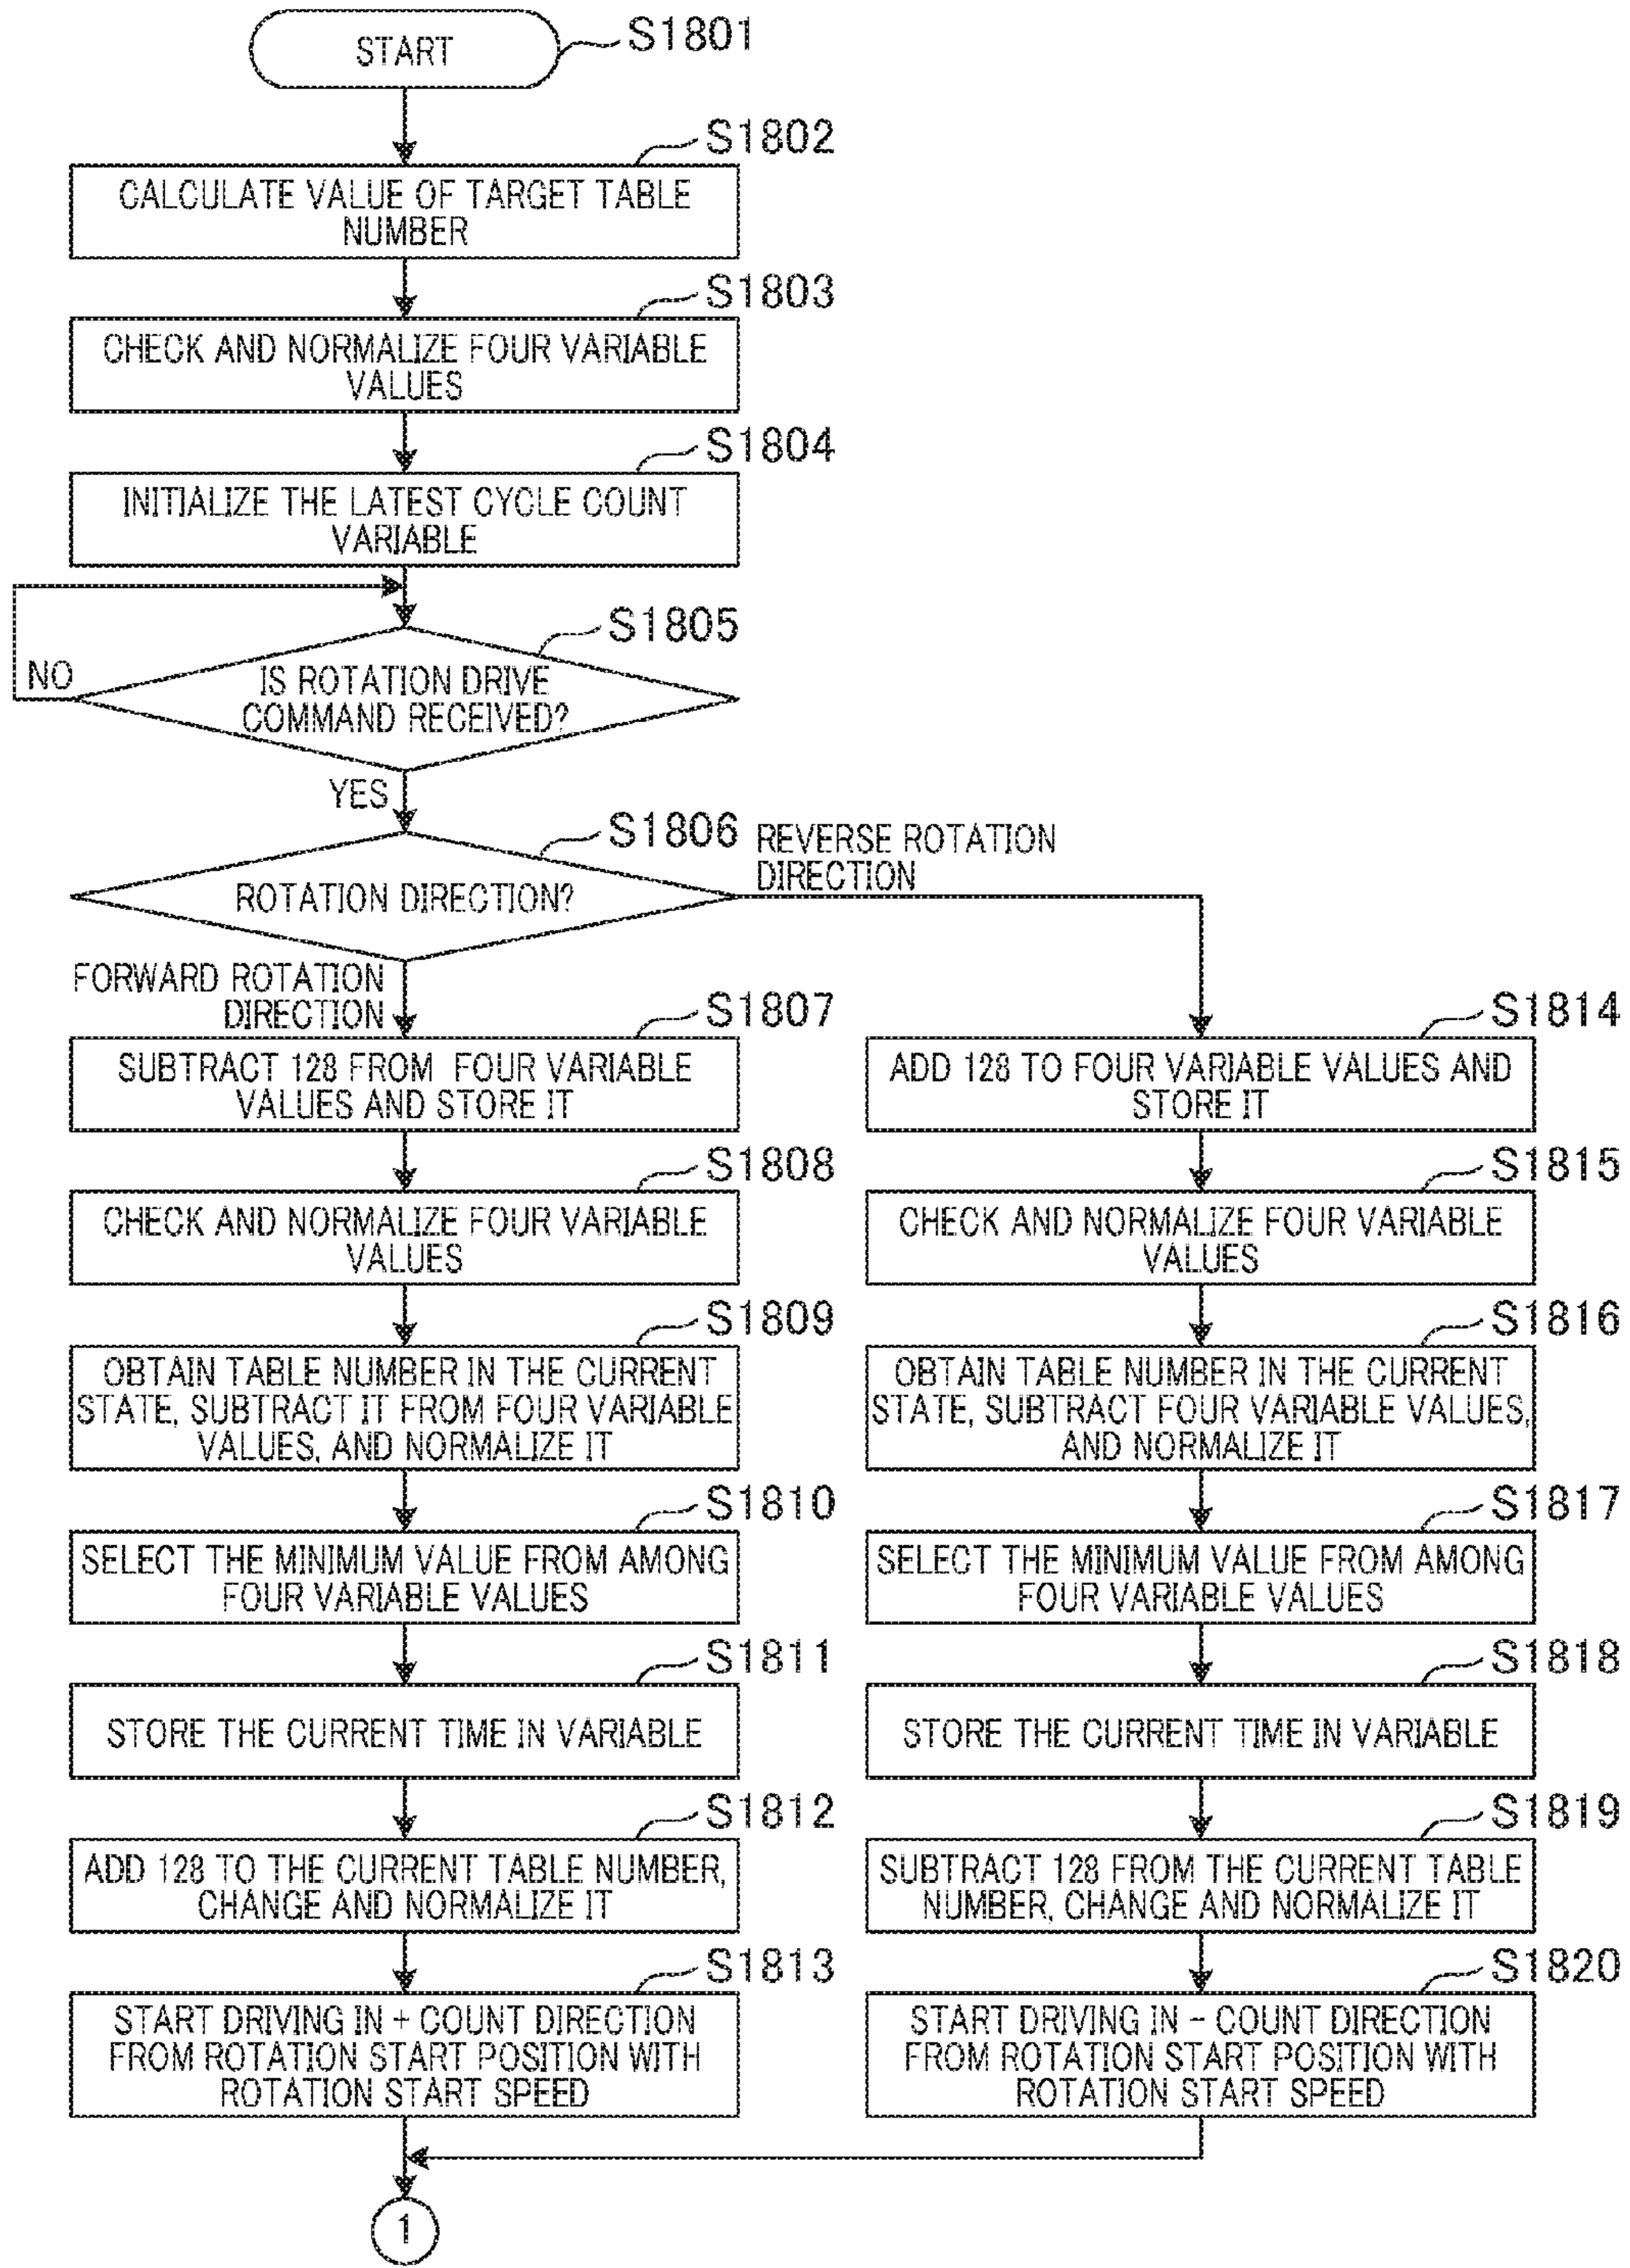 START
S1801
S1802
CALCULATE VALUE OF TARGET TABLE
NUMBER
S1803
CHECK AND NORMALIZE FOUR VARIABLE
VALUES
S1804
INITIALIZE THE LATEST CYCLE COUNT
VARIABLE
S1805
IS ROTATION DRIVE
COMMAND RECEIVED?
NO
YES
S1806
ROTATION DIRECTION?
REVERSE ROTATION
DIRECTION
FORWARD ROTATION
DIRECTION
S1807
SUBTRACT 128 FROM FOUR VARIABLE
VALUES AND STORE IT
S1808
CHECK AND NORMALIZE FOUR VARIABLE
VALUES
S1809
OBTAIN TABLE NUMBER IN THE CURRENT
STATE, SUBTRACT IT FROM FOUR VARIABLE
VALUES, AND NORMALIZE IT
S1810
SELECT THE MINIMUM VALUE FROM AMONG
FOUR VARIABLE VALUES
S1811
STORE THE CURRENT TIME IN VARIABLE
S1812
ADD 128 TO THE CURRENT TABLE NUMBER,
CHANGE AND NORMALIZE IT
S1813
START DRIVING IN + COUNT DIRECTION
FROM ROTATION START POSITION WITH
ROTATION START SPEED
S1814
ADD 128 TO FOUR VARIABLE VALUES AND
STORE IT
S1815
CHECK AND NORMALIZE FOUR VARIABLE
VALUES
S1816
OBTAIN TABLE NUMBER IN THE CURRENT
STATE, SUBTRACT FOUR VARIABLE VALUES,
AND NORMALIZE IT
S1817
SELECT THE MINIMUM VALUE FROM AMONG
FOUR VARIABLE VALUES
S1818
STORE THE CURRENT TIME IN VARIABLE
S1819
SUBTRACT 128 FROM THE CURRENT TABLE
NUMBER, CHANGE AND NORMALIZE IT
S1820
START DRIVING IN − COUNT DIRECTION
FROM ROTATION START POSITION WITH
ROTATION START SPEED
1